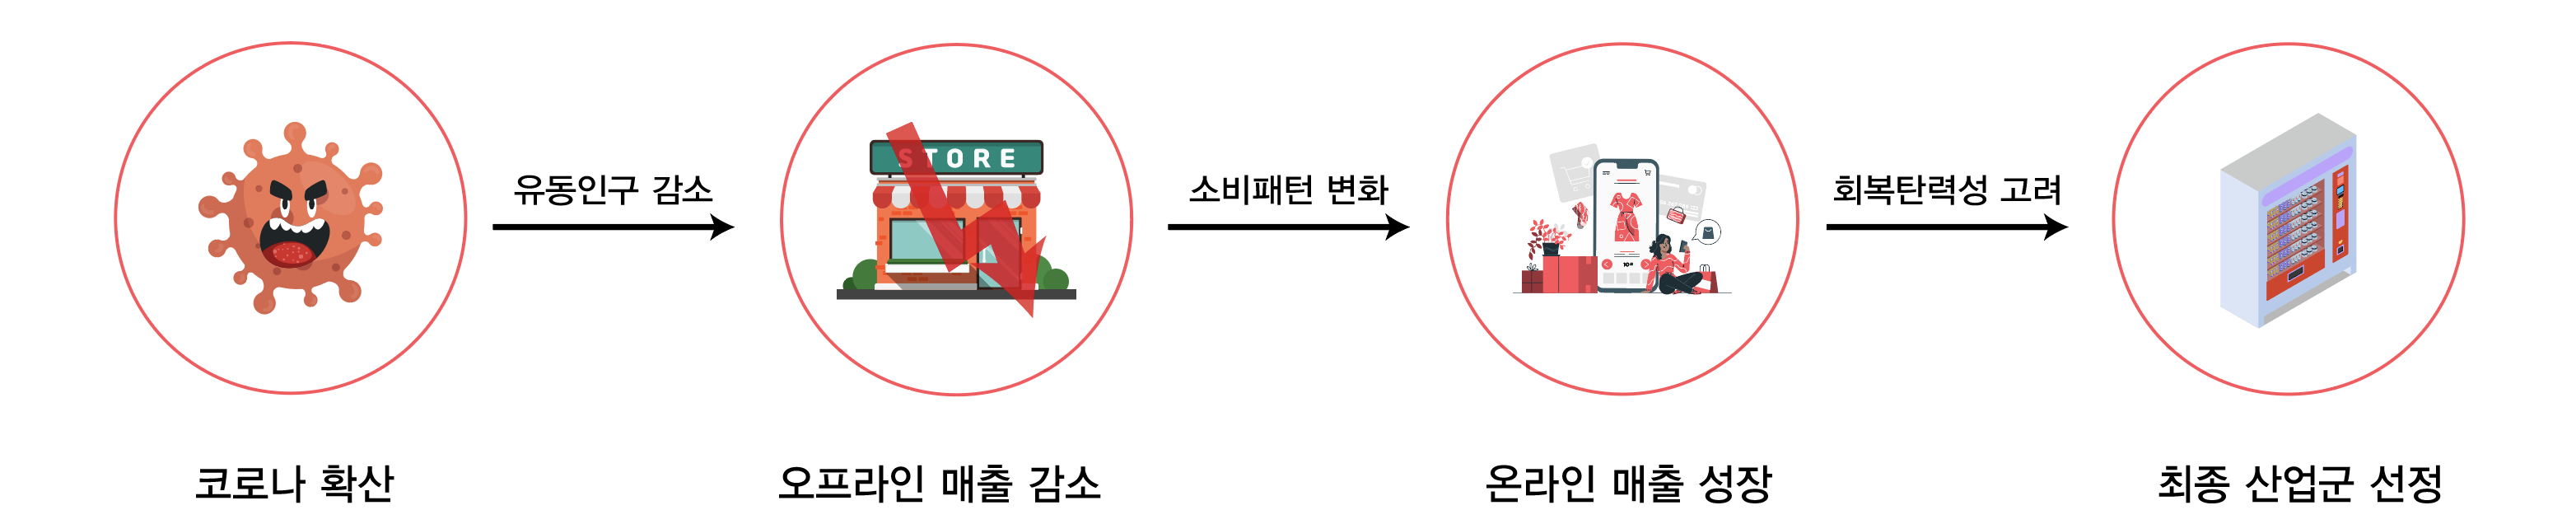 STORE
유동인구 감소
소비패턴 변화
회복탄력성 고려
코로나 확산
오프라인 매출 감소
온라인 매출 성장
최종 산업군 선정